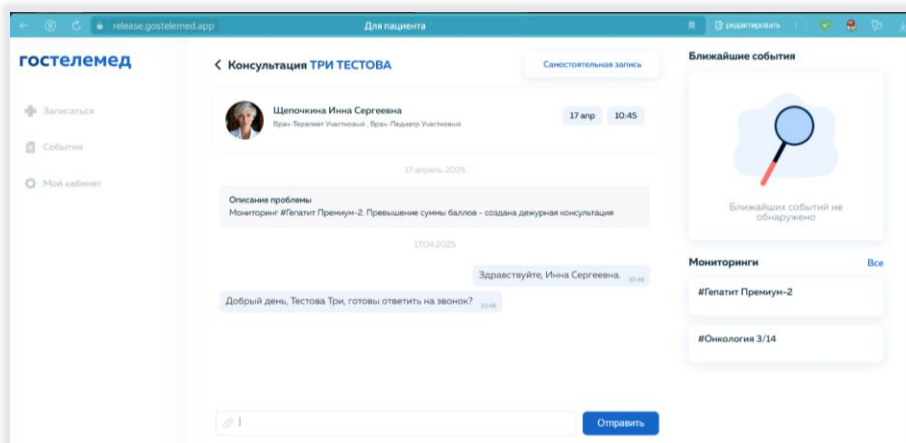 release.gostelemed.app
Для пациента
редактировать
гостелемед
Записаться
События
Мой кабинет
Консультация ТРИ ТЕСТОВА
Самостоятельная запись
Щепочкина Инна Сергеевна
Врач-Терапевт Участковый , Врач-Педиатр Участковый
17 апр 10:45
17 апрель 2025
Описание проблемы
Мониторинг #Гепатит Премиум-2. Превышение суммы баллов - создана дежурная консультация
17.04.2025
Здравствуйте, Инна Сергеевна.
10:46
Добрый день, Тестова Три, готовы ответить на звонок?
10:46
Отправить
Ближайшие события
Ближайших событий не
обнаружено
Мониторинги
Все
#Гепатит Премиум-2
#Онкология 3/14